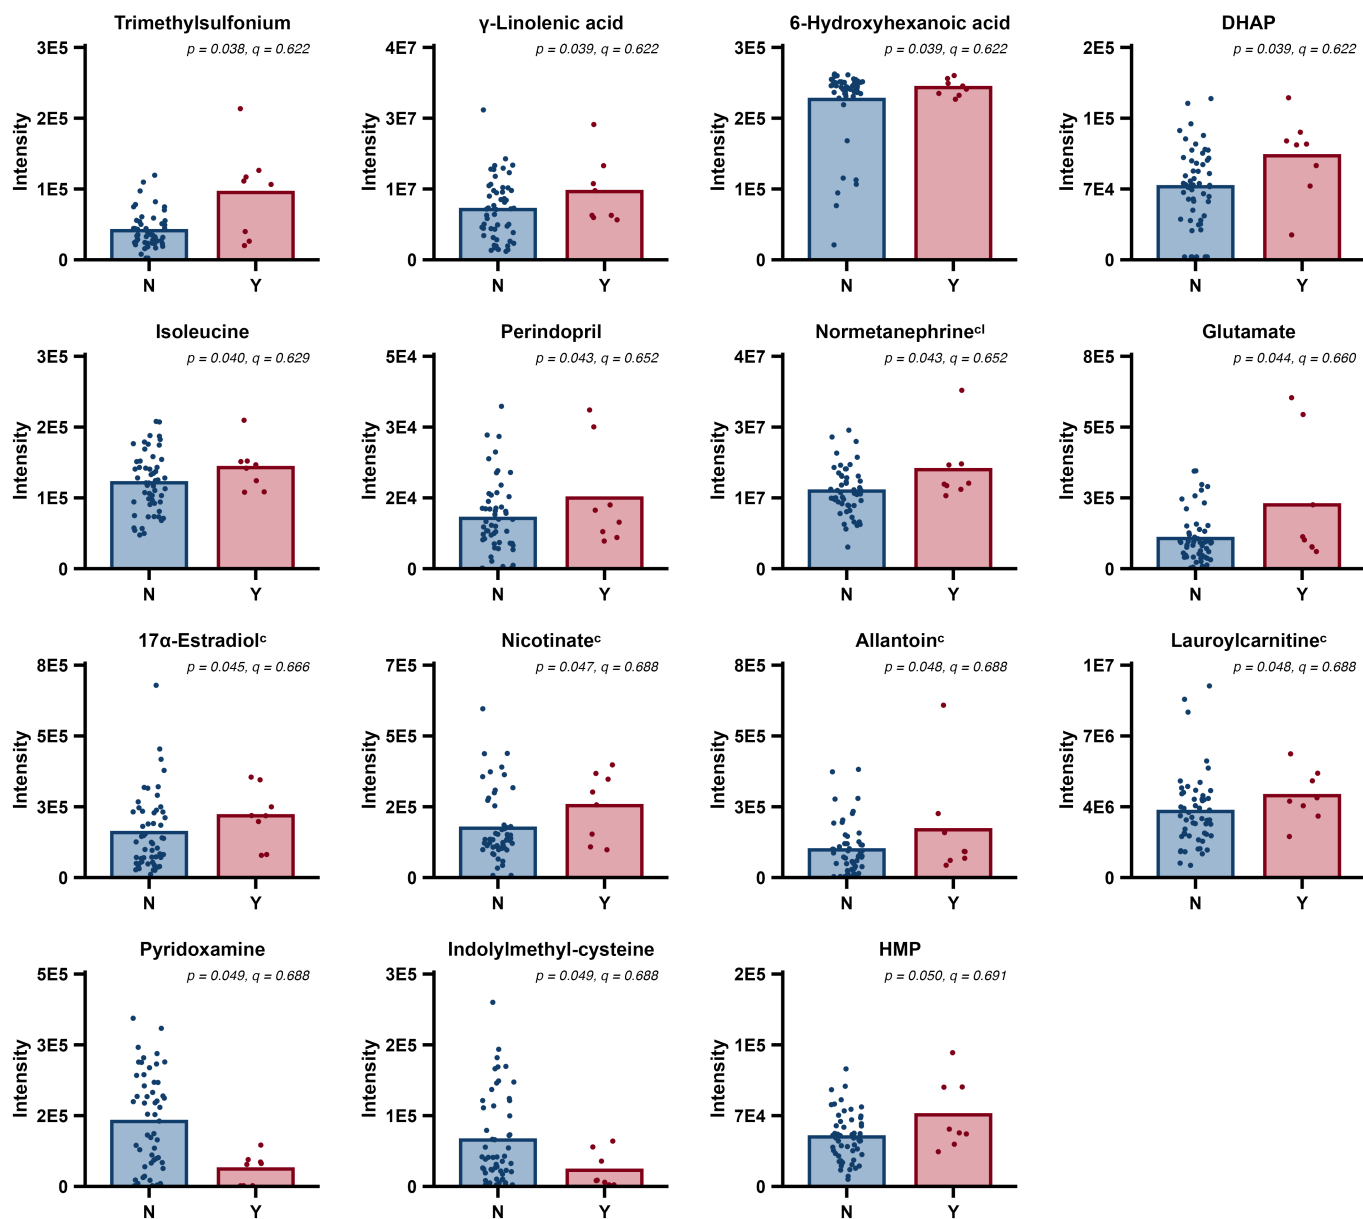 Trimethylsulfonium
p = 0.038, q = 0.622
Intensity
3E5
2E5
1E5
0
N
Y
γ-Linolenic acid
p = 0.039, q = 0.622
Intensity
4E7
3E7
1E7
0
N
Y
6-Hydroxyhexanoic acid
p = 0.039, q = 0.622
Intensity
3E5
2E5
1E5
0
N
Y
DHAP
p = 0.039, q = 0.622
Intensity
2E5
1E5
7E4
0
N
Y
Isoleucine
p = 0.040, q = 0.629
Intensity
3E5
2E5
1E5
0
N
Y
Perindopril
p = 0.043, q = 0.652
Intensity
5E4
3E4
2E4
0
N
Y
Normetanephrineᶜˡ
p = 0.043, q = 0.652
Intensity
4E7
3E7
1E7
0
N
Y
Glutamate
p = 0.044, q = 0.660
Intensity
8E5
5E5
3E5
0
N
Y
17α-Estradiolᶜ
p = 0.045, q = 0.666
Intensity
8E5
5E5
3E5
0
N
Y
Nicotinateᶜ
p = 0.047, q = 0.688
Intensity
7E5
5E5
2E5
0
N
Y
Allantoinᶜ
p = 0.048, q = 0.688
Intensity
8E5
5E5
3E5
0
N
Y
Lauroylcarnitineᶜ
p = 0.048, q = 0.688
Intensity
1E7
7E6
4E6
0
N
Y
Pyridoxamine
p = 0.049, q = 0.688
Intensity
5E5
3E5
2E5
0
N
Y
Indolylmethyl-cysteine
p = 0.049, q = 0.688
Intensity
3E5
2E5
1E5
0
N
Y
HMP
p = 0.050, q = 0.691
Intensity
2E5
1E5
7E4
0
N
Y